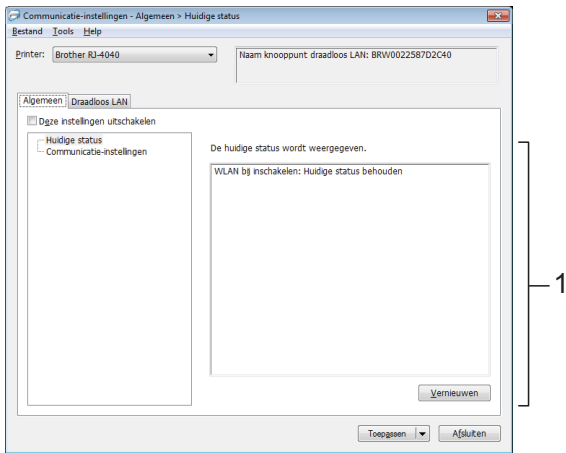 Communicatie-instellingen - Algemeen > Huidige status
Bestand Tools Help
Printer: Brother RJ-4040
Naam knooppunt draadloos LAN: BRW0022587D2C40
Algemeen Draadloos LAN
Deze instellingen uitschakelen
Huidige status
Communicatie-instellingen
De huidige status wordt weergegeven.
WLAN bij inschakelen: Huidige status behouden
1
Vernieuwen
Toepassen Afsluiten